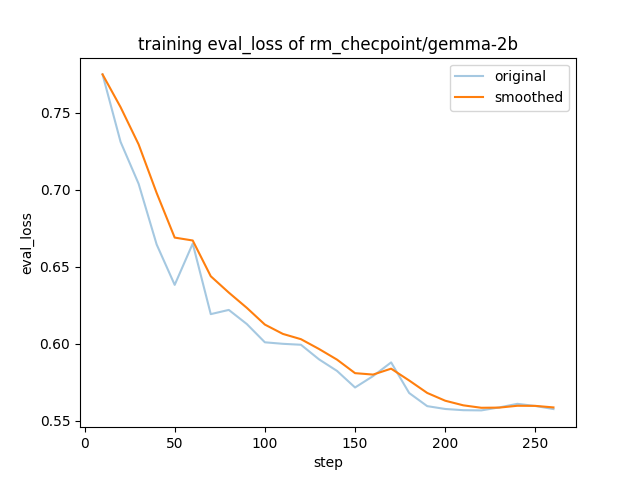 training eval_loss of rm_checpoint/gemma-2b
original
smoothed
0.75
0.70
0.65
0.60
0.55
eval_loss
0 50 100 150 200 250
step